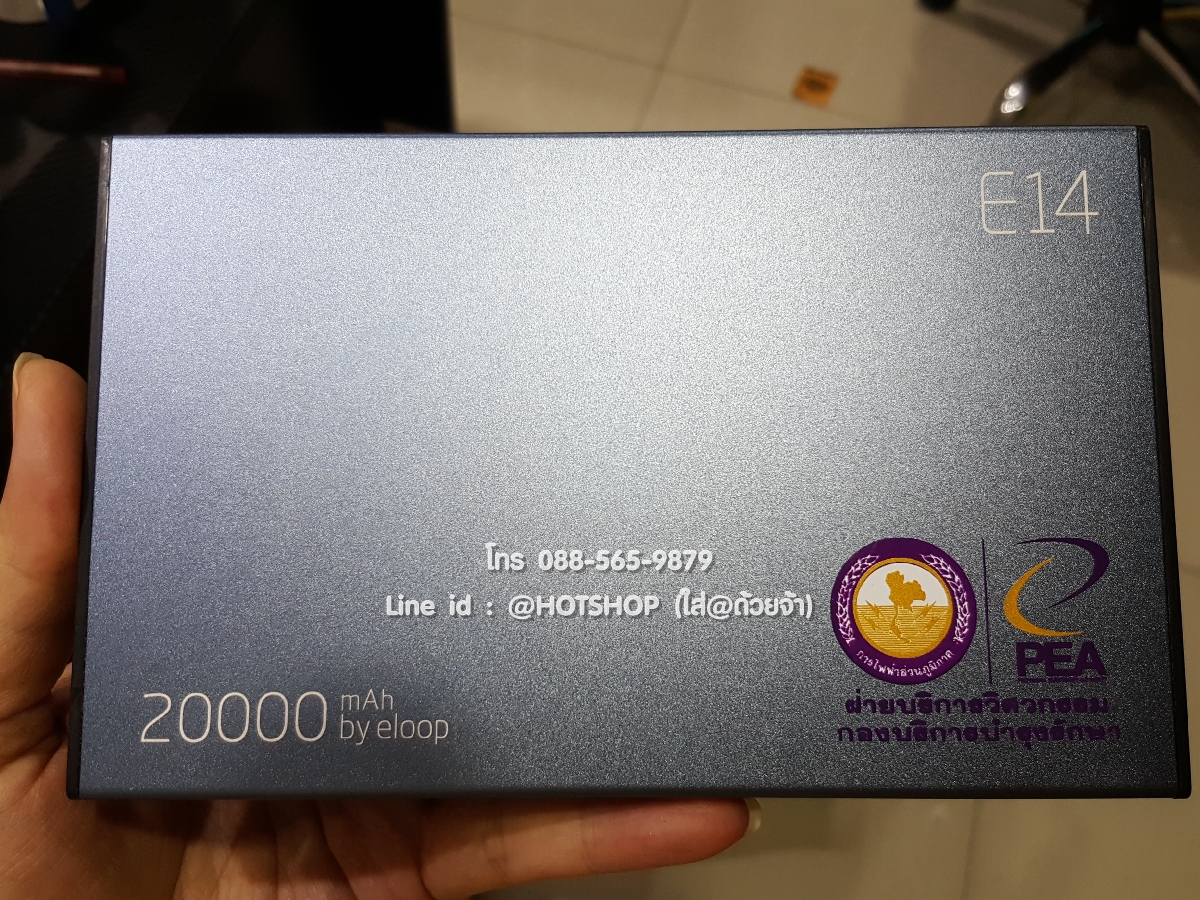 E14
โทร 088-565-9879
Line id : @HOTSHOP (ใส่@ด้วยจ้า)
การไฟฟ้าส่วนภูมิภาค
PEA
ฝ่ายบริการวิศวกรรม
กองบริการบำรุงรักษา
20000 mAh
by eloop